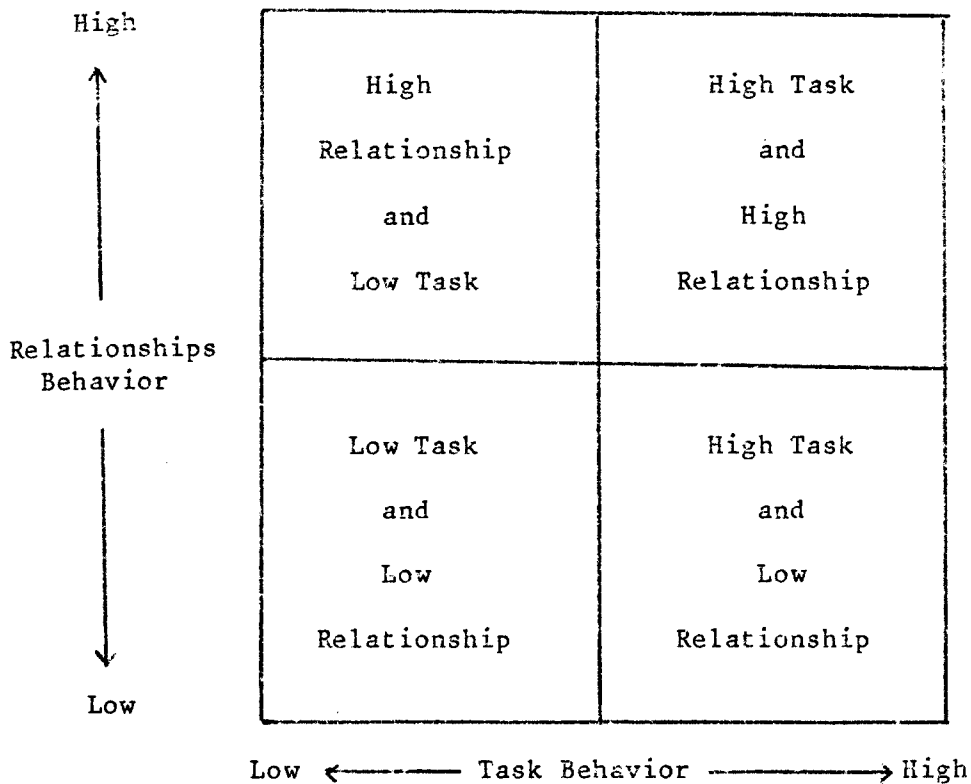 High
High
Relationship
and
Low Task
High Task
and
High
Relationship
Relationships
Behavior
Low Task
and
Low
Relationship
High Task
and
Low
Relationship
Low
Low Task Behavior High